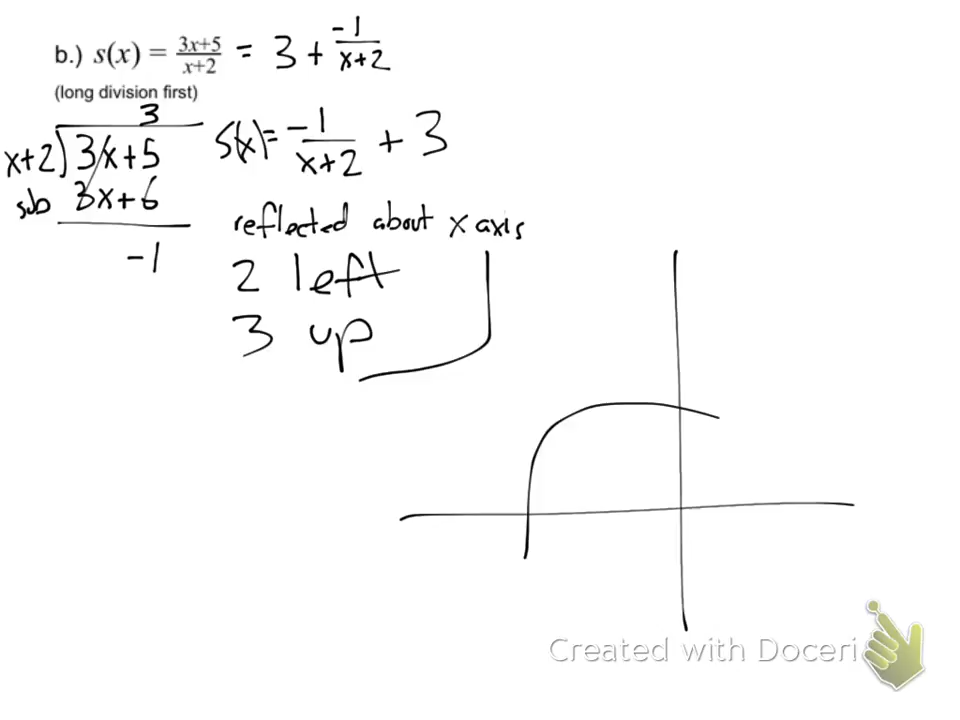 b.) s(x) = 3x+5/x+2 = 3 + -1/x+2
(long division first)
3
x+2)3x+5
sub 3x+6
-1
s(x)= -1/x+2 + 3
reflected about x axis
2 left
3 up
Created with Doceri